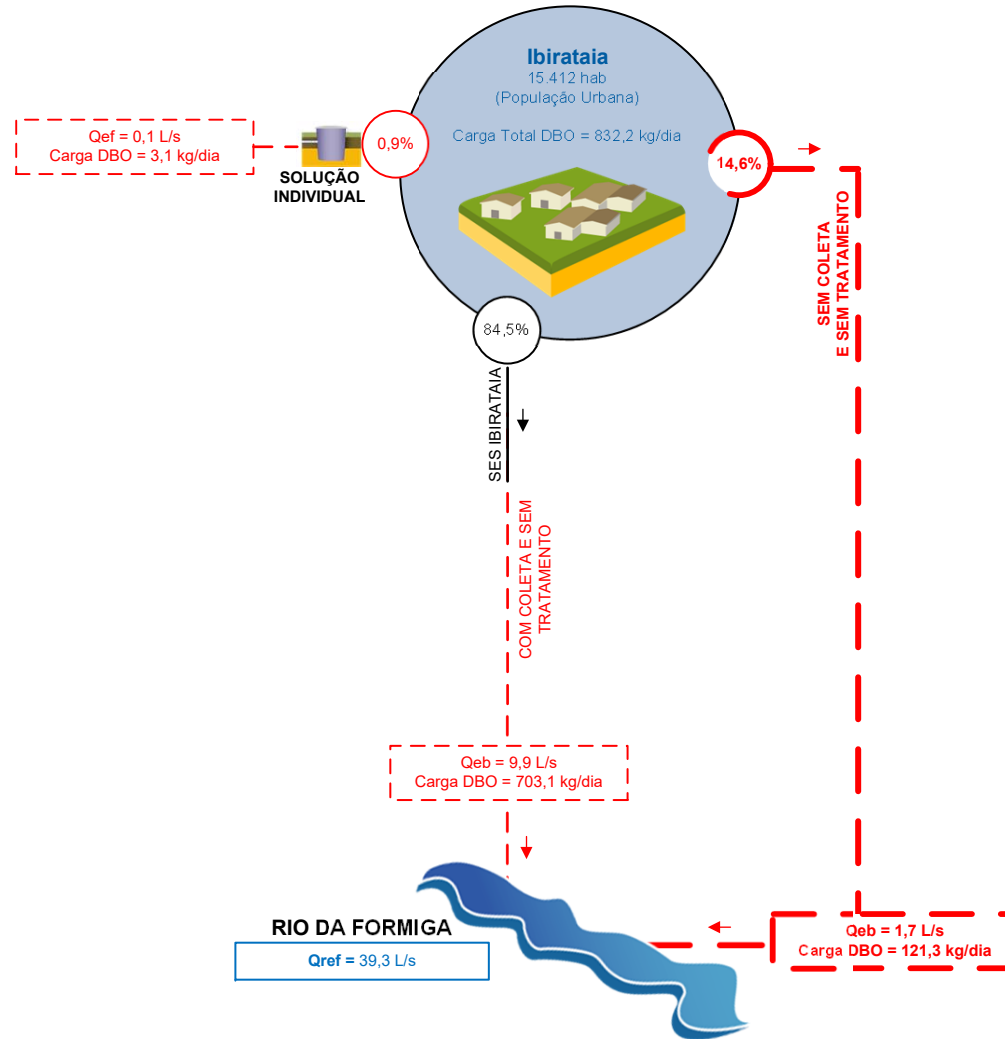 Ibirataia
15.412 hab
(População Urbana)
Carga Total DBO = 832,2 kg/dia
Qef = 0,1 L/s
Carga DBO = 3,1 kg/dia
0,9%
SOLUÇÃO
INDIVIDUAL
14,6%
SEM COLETA
E SEM TRATAMENTO
84,5%
SES IBIRATAIA
COM COLETA E SEM
TRATAMENTO
Qeb = 9,9 L/s
Carga DBO = 703,1 kg/dia
RIO DA FORMIGA
Qref = 39,3 L/s
Qeb = 1,7 L/s
Carga DBO = 121,3 kg/dia